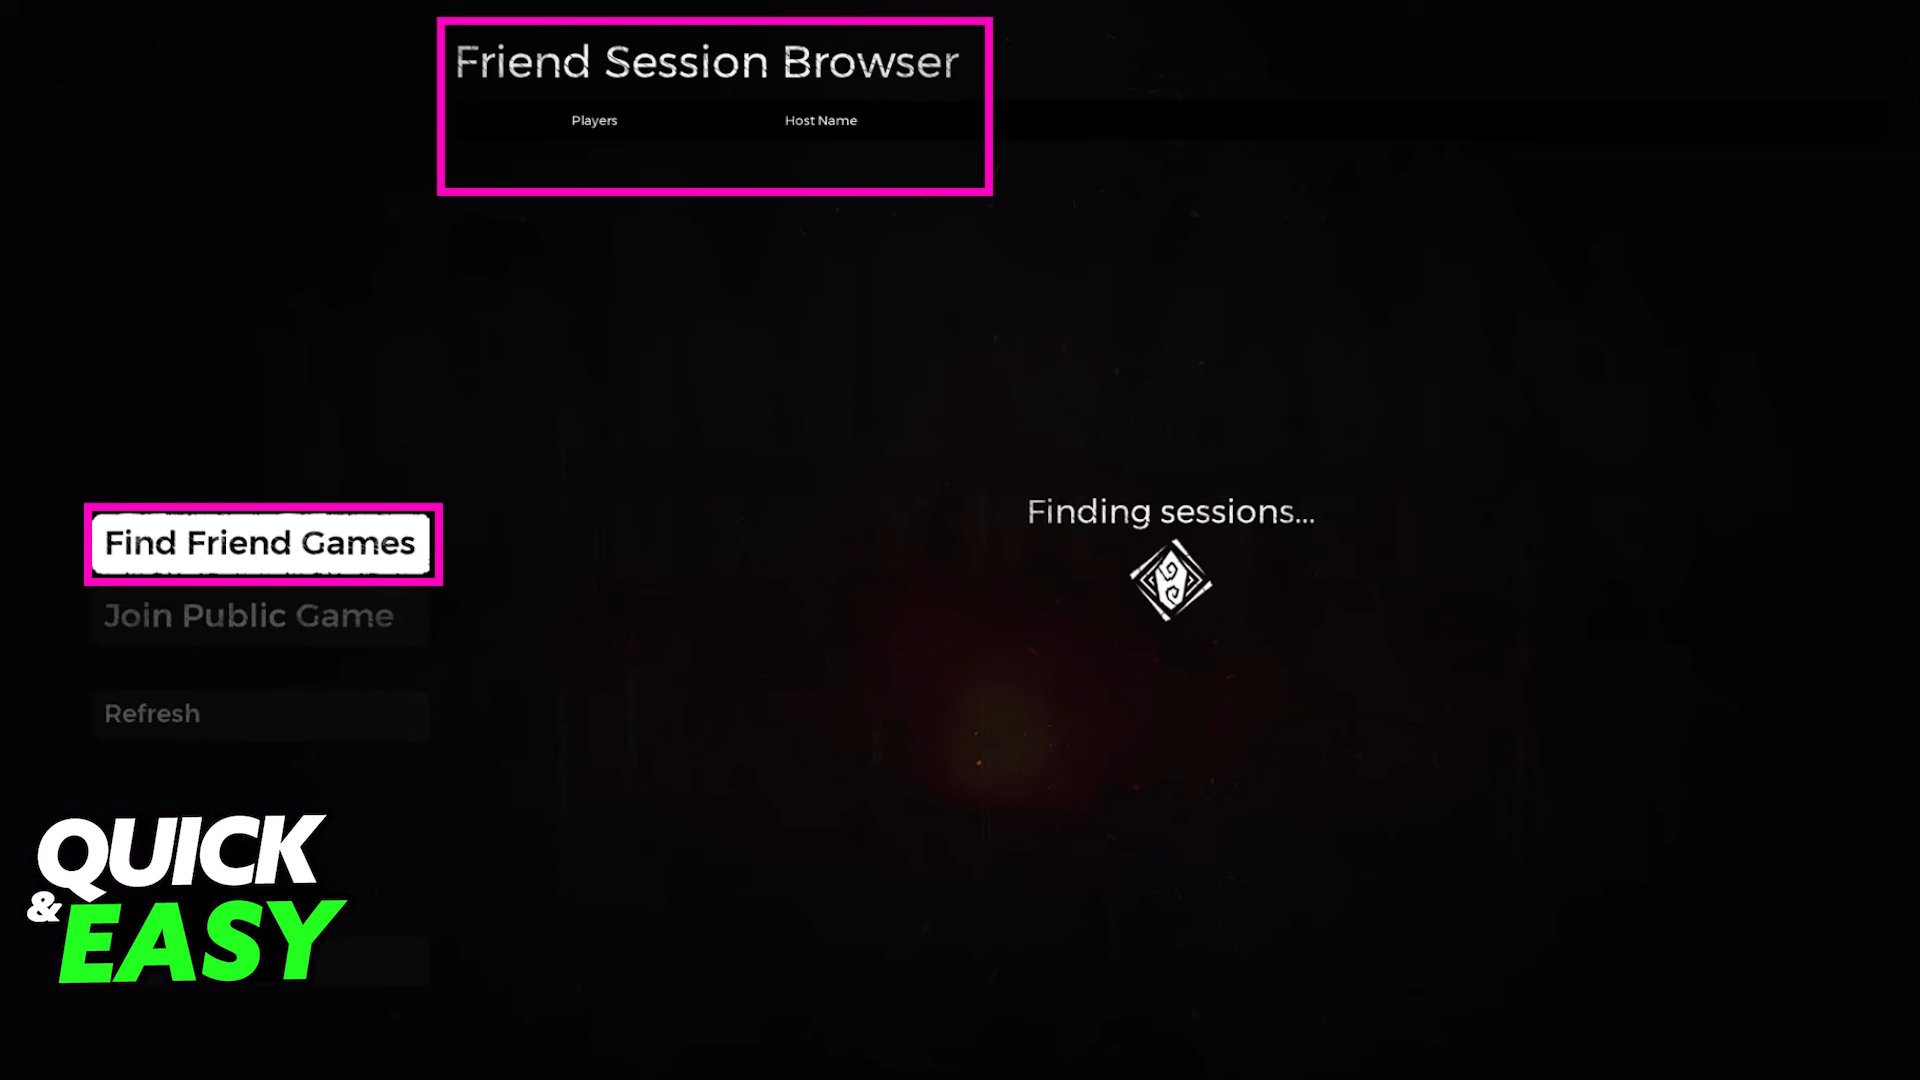 Friend Session Browser
Players Host Name
Finding sessions...
Find Friend Games
Join Public Game
Refresh
QUICK
& EASY